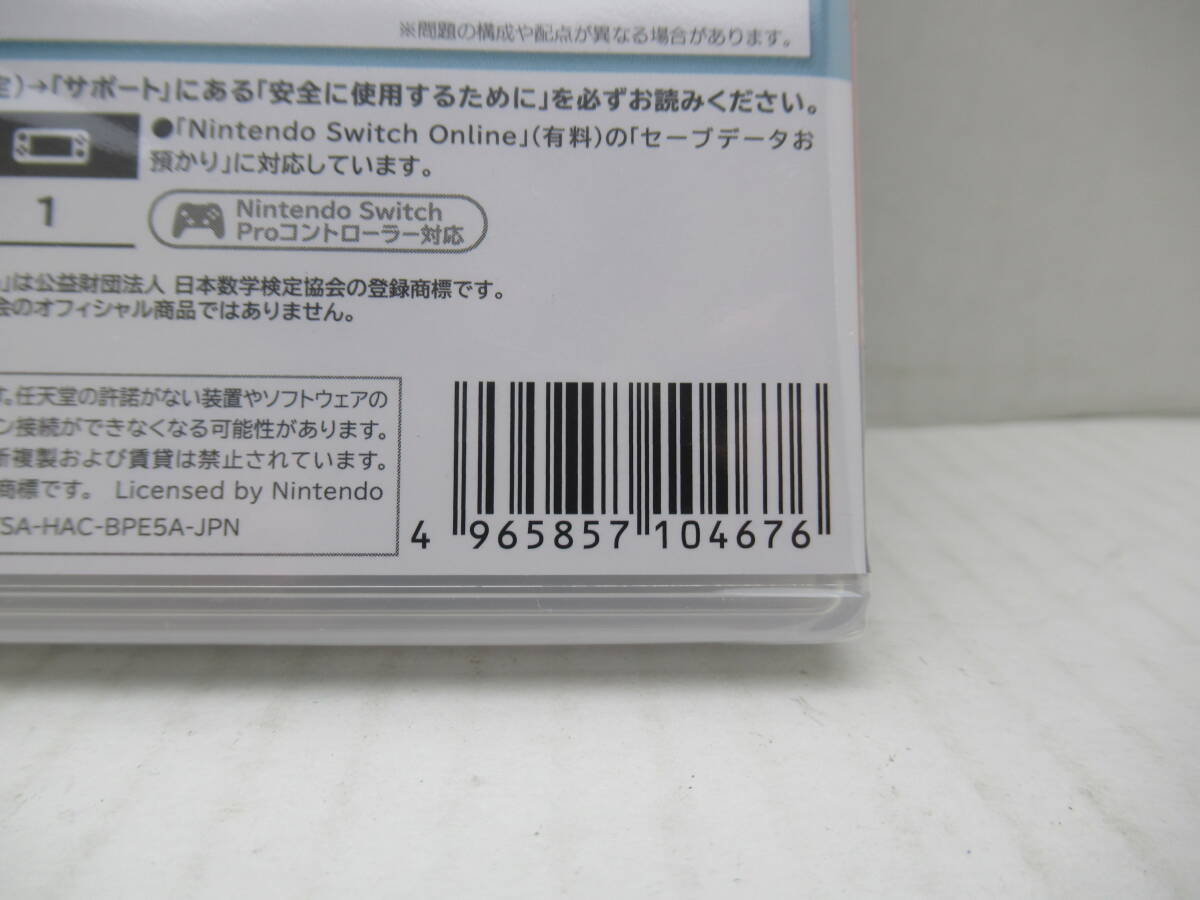 ※問題の構成や配点が異なる場合があります。
定)→「サポート」にある「安全に使用するために」を必ずお読みください。
●「Nintendo Switch Online」(有料)の「セーブデータお
預かり」に対応しています。
1
Nintendo Switch
Proコントローラー対応
」は公益財団法人 日本数学検定協会の登録商標です。
会のオフィシャル商品ではありません。
す。任天堂の許諾がない装置やソフトウェアの
ン接続ができなくなる可能性があります。
断複製および賃貸は禁止されています。
商標です。 Licensed by Nintendo
SA-HAC-BPE5A-JPN
4 965857 104676